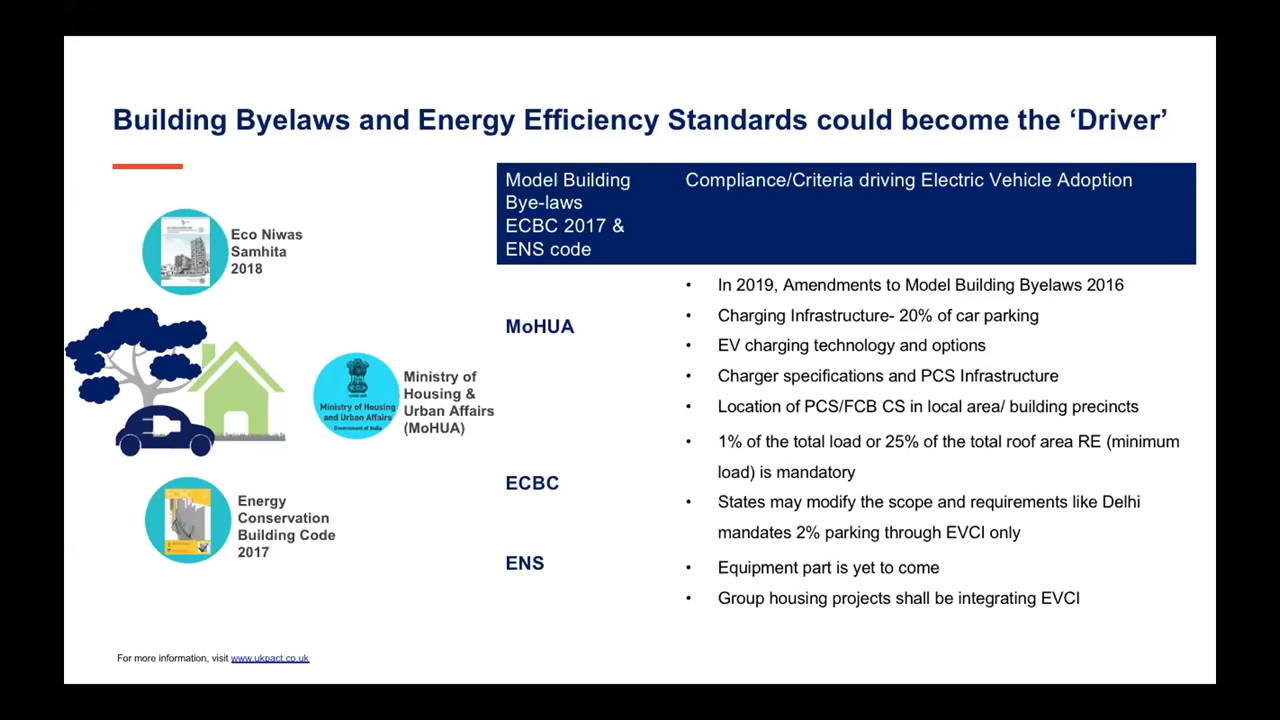 Building Byelaws and Energy Efficiency Standards could become the ‘Driver’
Eco Niwas
Samhita
2018
Ministry of Housing
and Urban Affairs
Government of India
Ministry of
Housing &
Urban Affairs
(MoHUA)
Energy
Conservation
Building Code
2017
Model Building
Bye-laws
ECBC 2017 &
ENS code
Compliance/Criteria driving Electric Vehicle Adoption
MoHUA
• In 2019, Amendments to Model Building Byelaws 2016
• Charging Infrastructure- 20% of car parking
• EV charging technology and options
• Charger specifications and PCS Infrastructure
• Location of PCS/FCB CS in local area/ building precincts
ECBC
• 1% of the total load or 25% of the total roof area RE (minimum
load) is mandatory
• States may modify the scope and requirements like Delhi
mandates 2% parking through EVCI only
ENS
• Equipment part is yet to come
• Group housing projects shall be integrating EVCI
For more information, visit www.ukpact.co.uk